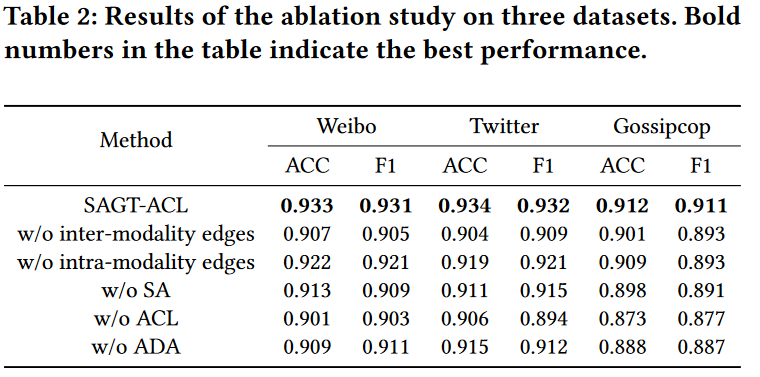 Table 2: Results of the ablation study on three datasets. Bold
numbers in the table indicate the best performance.
Method Weibo Twitter Gossipcop
ACC F1 ACC F1 ACC F1
SAGT-ACL 0.933 0.931 0.934 0.932 0.912 0.911
w/o inter-modality edges 0.907 0.905 0.904 0.909 0.901 0.893
w/o intra-modality edges 0.922 0.921 0.919 0.921 0.909 0.893
w/o SA 0.913 0.909 0.911 0.915 0.898 0.891
w/o ACL 0.901 0.903 0.906 0.894 0.873 0.877
w/o ADA 0.909 0.911 0.915 0.912 0.888 0.887